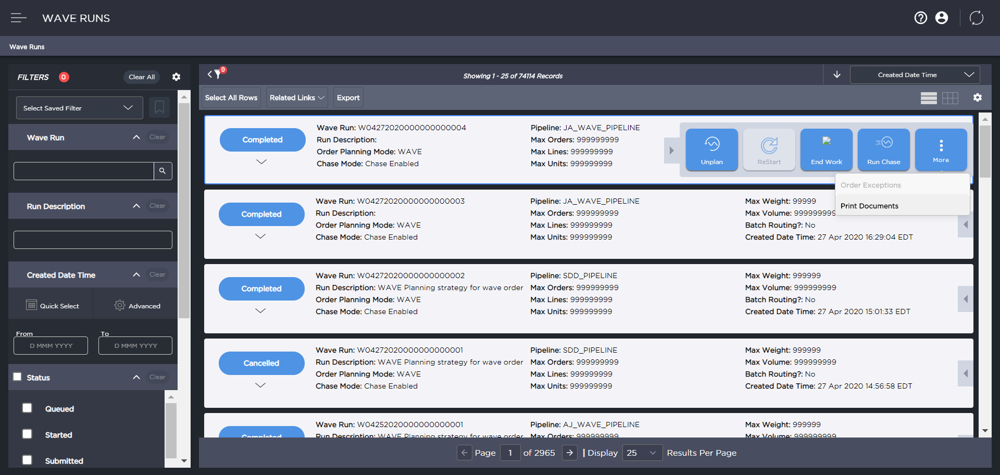 WAVE RUNS
Wave Runs
FILTERS 0 Clear All
Select Saved Filter
Wave Run Clear
Run Description Clear
Created Date Time Clear
Quick Select Advanced
From To
D MMM YYYY D MMM YYYY
Status Clear
Queued
Started
Submitted
0 Showing 1 - 25 of 74114 Records Created Date Time
Select All Rows Related Links Export
Completed
Wave Run: W04272020000000000004
Run Description:
Order Planning Mode: WAVE
Chase Mode: Chase Enabled
Pipeline: JA_WAVE_PIPELINE
Max Orders: 999999999
Max Lines: 999999999
Max Units: 999999999
Unplan ReStart End Work Run Chase More
Order Exceptions
Print Documents
Completed
Wave Run: W04272020000000000003
Run Description:
Order Planning Mode: WAVE
Chase Mode: Chase Enabled
Pipeline: JA_WAVE_PIPELINE
Max Orders: 999999999
Max Lines: 999999999
Max Units: 999999999
Max Weight: 99999
Max Volume: 999999999
Batch Routing?: No
Created Date Time: 27 Apr 2020 16:29:04 EDT
Completed
Wave Run: W04272020000000000002
Run Description: WAVE Planning strategy for wave order
Order Planning Mode: WAVE
Chase Mode: Chase Enabled
Pipeline: SDD_PIPELINE
Max Orders: 999999999
Max Lines: 999999999
Max Units: 999999999
Max Weight: 999999
Max Volume: 999999999
Batch Routing?: No
Created Date Time: 27 Apr 2020 15:01:33 EDT
Cancelled
Wave Run: W04272020000000000001
Run Description: WAVE Planning strategy for wave order
Order Planning Mode: WAVE
Chase Mode: Chase Enabled
Pipeline: SDD_PIPELINE
Max Orders: 999999999
Max Lines: 999999999
Max Units: 999999999
Max Weight: 999999
Max Volume: 999999999
Batch Routing?: No
Created Date Time: 27 Apr 2020 14:56:58 EDT
Completed
Wave Run: W04252020000000000001
Run Description: WAVE Planning strategy for wave order
Pipeline: AJ_WAVE_PIPELINE
Max Orders: 999999999
Max Weight: 999999
Max Volume: 999999999
Page 1 of 2965 | Display 25 Results Per Page